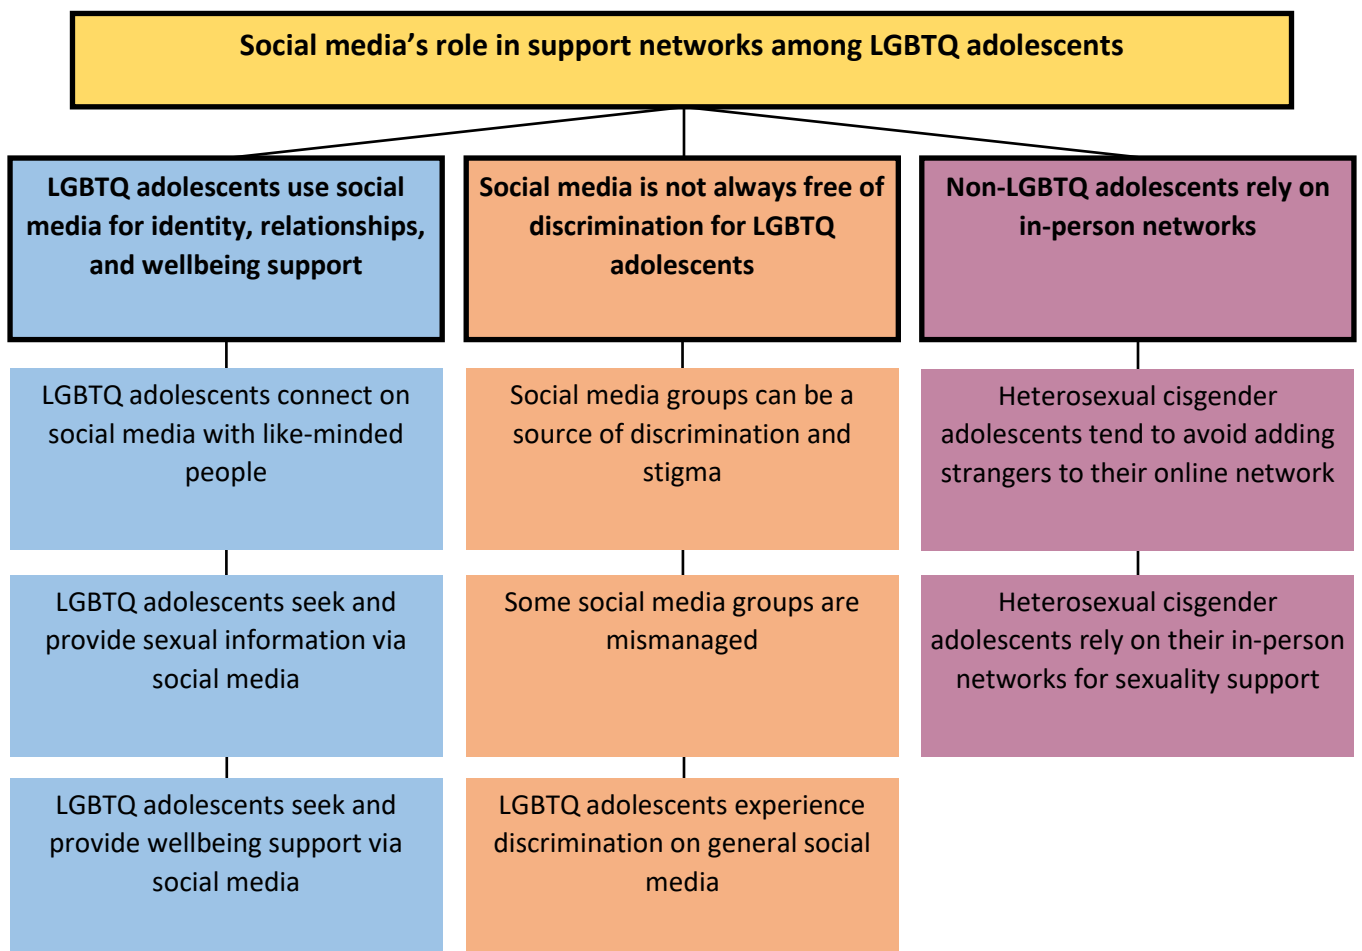 Social media’s role in support networks among LGBTQ adolescents
LGBTQ adolescents use social
media for identity, relationships,
and wellbeing support
Social media is not always free of
discrimination for LGBTQ
adolescents
Non-LGBTQ adolescents rely on
in-person networks
LGBTQ adolescents connect on
social media with like-minded
people
Social media groups can be a
source of discrimination and
stigma
Heterosexual cisgender
adolescents tend to avoid adding
strangers to their online network
LGBTQ adolescents seek and
provide sexual information via
social media
Some social media groups are
mismanaged
Heterosexual cisgender
adolescents rely on their in-person
networks for sexuality support
LGBTQ adolescents seek and
provide wellbeing support via
social media
LGBTQ adolescents experience
discrimination on general social
media